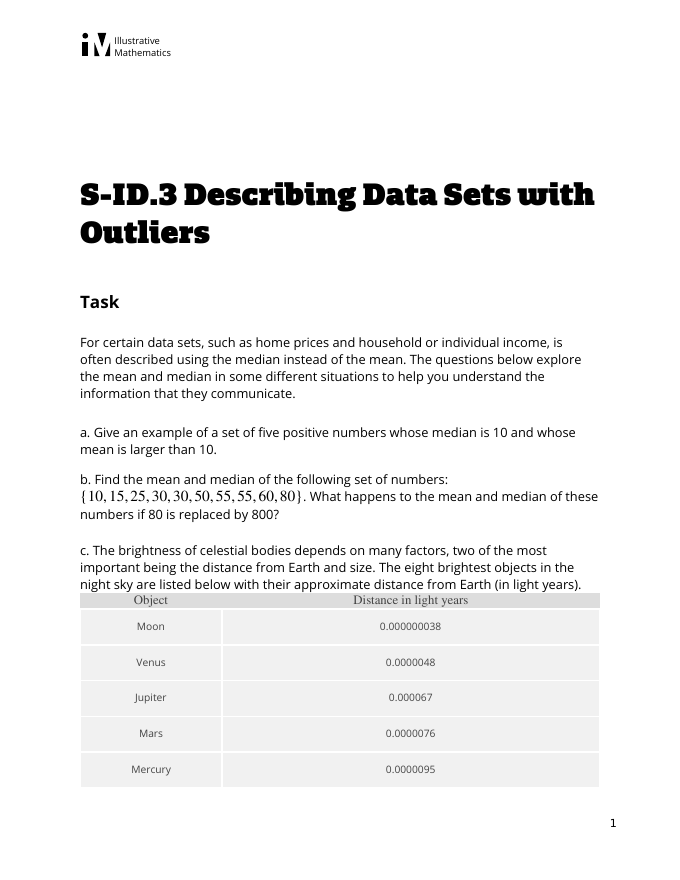 Illustrative
Mathematics
S-ID.3 Describing Data Sets with
Outliers
Task
For certain data sets, such as home prices and household or individual income, is
often described using the median instead of the mean. The questions below explore
the mean and median in some different situations to help you understand the
information that they communicate.
a. Give an example of a set of five positive numbers whose median is 10 and whose
mean is larger than 10.
b. Find the mean and median of the following set of numbers:
{10, 15, 25, 30, 30, 50, 55, 55, 60, 80}. What happens to the mean and median of these
numbers if 80 is replaced by 800?
c. The brightness of celestial bodies depends on many factors, two of the most
important being the distance from Earth and size. The eight brightest objects in the
night sky are listed below with their approximate distance from Earth (in light years).
Object Distance in light years
Moon 0.000000038
Venus 0.0000048
Jupiter 0.000067
Mars 0.0000076
Mercury 0.0000095
1